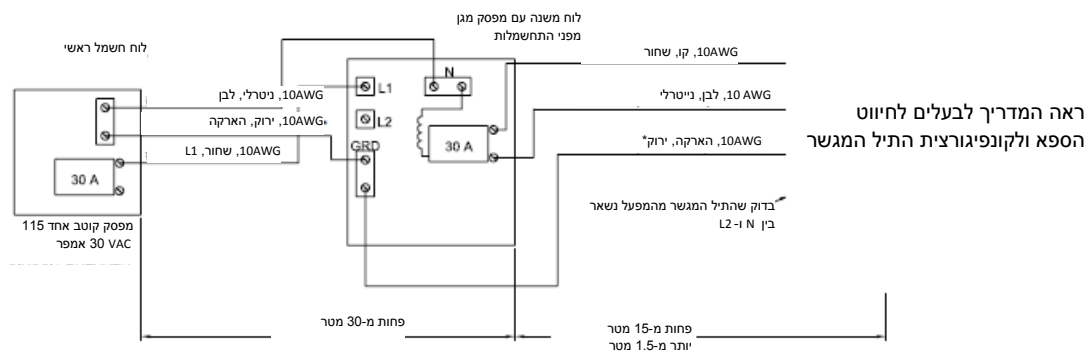 לוח משנה עם מפסק מגן
מפני התחשמלות
לוח חשמל ראשי
10AWG, קו, שחור
N
L1
10AWG, ניטרלי, לבן
10 AWG, לבן, נייטרלי
ראה המדריך לבעלים לחיווט
הספא ולקונפיגורצית התיל המגשר
10AWG, ירוק, הארקה
L2
30 A
10AWG, הארקה, ירוק*
GRD
10AWG, שחור, L1
30 A
בדוק שהתיל המגשר מהמפעל נשאר
בין N ו- L2
מפסק קוטב אחד 115
VAC 30 אמפר
פחות מ-30 מטר
פחות מ-15 מטר
יותר מ-1.5 מטר